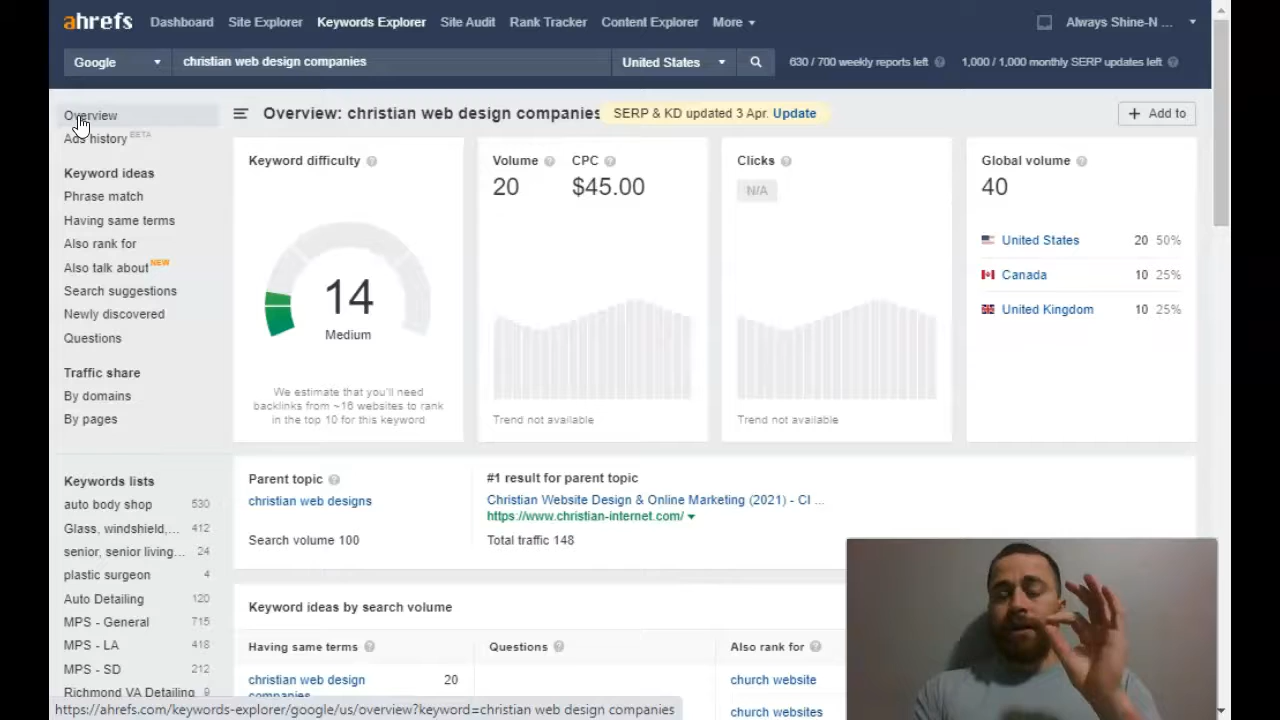 ahrefs Dashboard Site Explorer Keywords Explorer Site Audit Rank Tracker Content Explorer More Always Shine-N ...
Google christian web design companies United States 630 / 700 weekly reports left 1,000 / 1,000 monthly SERP updates left
Overview
Ads history BETA
Keyword ideas
Phrase match
Having same terms
Also rank for
Also talk about NEW
Search suggestions
Newly discovered
Questions
Traffic share
By domains
By pages
Keywords lists
auto body shop 530
Glass, windshield,... 412
senior, senior living... 24
plastic surgeon 4
Auto Detailing 120
MPS - General 715
MPS - LA 418
MPS - SD 212
Richmond VA Detailing 9
Overview: christian web design companies SERP & KD updated 3 Apr. Update + Add to
Keyword difficulty
14
Medium
We estimate that you'll need
backlinks from ~16 websites to rank
in the top 10 for this keyword
Volume CPC
20 $45.00
Trend not available
Clicks
N/A
Trend not available
Global volume
40
United States 20 50%
Canada 10 25%
United Kingdom 10 25%
Parent topic
christian web designs
Search volume 100
#1 result for parent topic
Christian Website Design & Online Marketing (2021) - CI ...
https://www.christian-internet.com/
Total traffic 148
Keyword ideas by search volume
Having same terms Questions Also rank for
christian web design 20 church website
companies
church websites
https://ahrefs.com/keywords-explorer/google/us/overview?keyword=christian web design companies